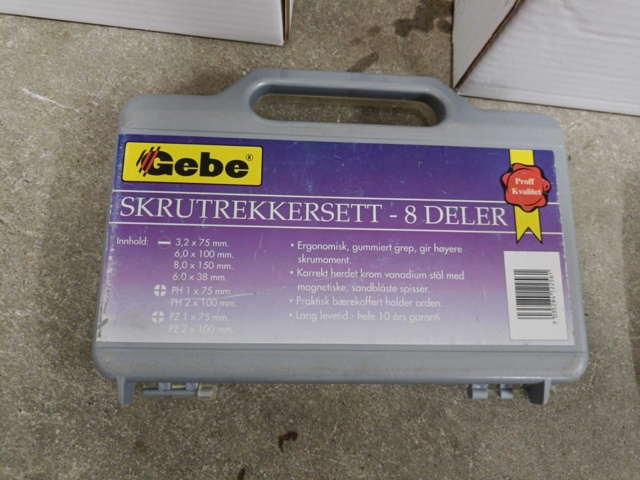 Gebe®
Proff
Kvalitet
SKRUTREKKERSETT - 8 DELER
Innhold: 3,2 x 75 mm.
6,0 x 100 mm.
8,0 x 150 mm.
6.0 x 38 mm.
PH 1 x 75 mm.
PH 2 x 100 mm.
PZ 1 x 75 mm.
PZ 2 x 100 mm.
• Ergonomisk, gummiert grep, gir høyere
skrumoment.
• Korrekt herdet krom vanadium stål med
magnetiske, sandblåste spisser.
• Praktisk bærekoffert holder orden.
• Lang levetid - hele 10 års garanti.